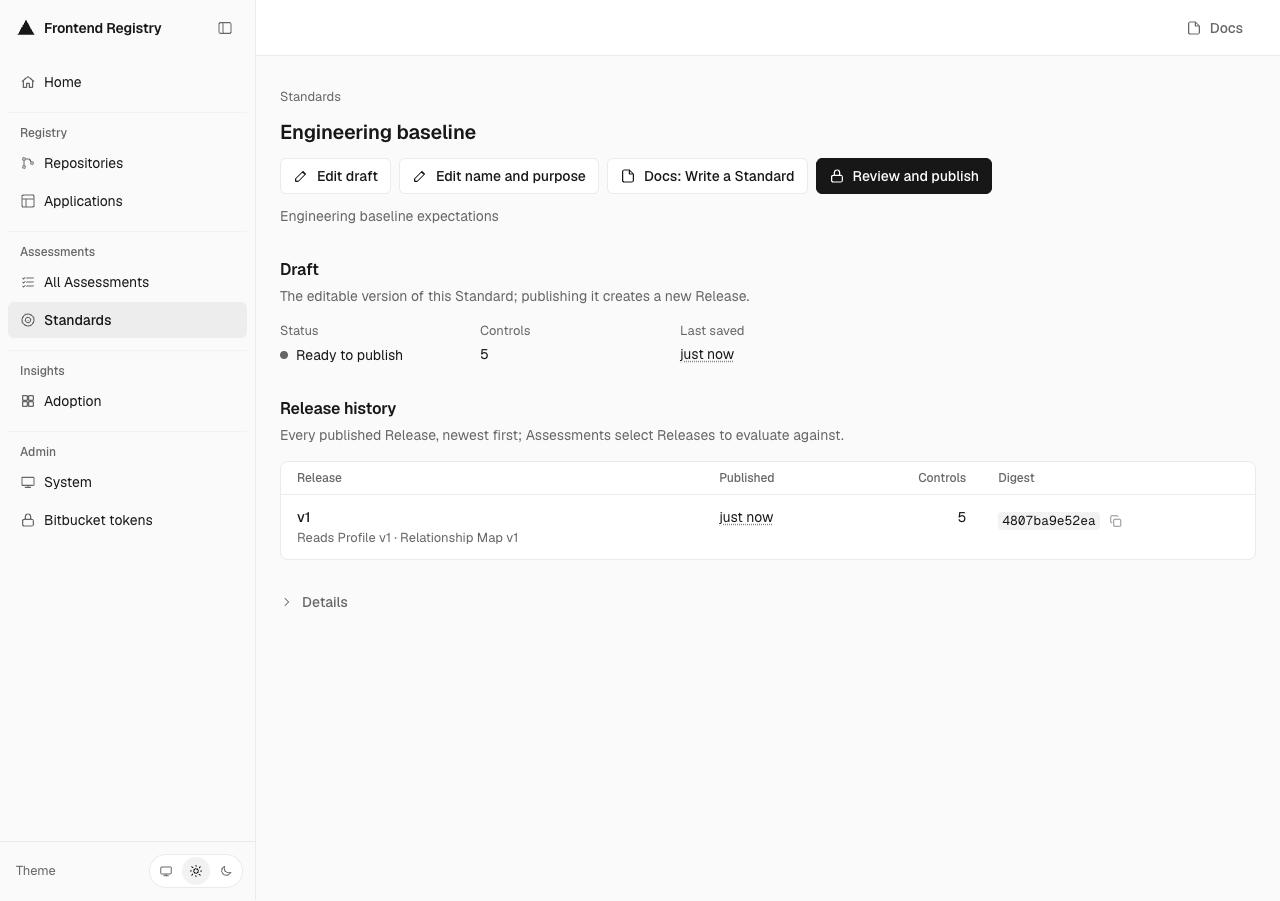 Frontend Registry
Docs
Home
Registry
Repositories
Applications
Assessments
All Assessments
Standards
Insights
Adoption
Admin
System
Bitbucket tokens
Theme
Standards
Engineering baseline
Edit draft
Edit name and purpose
Docs: Write a Standard
Review and publish
Engineering baseline expectations
Draft
The editable version of this Standard; publishing it creates a new Release.
Status Controls Last saved
Ready to publish 5 just now
Release history
Every published Release, newest first; Assessments select Releases to evaluate against.
Release Published Controls Digest
v1 just now 5 4807ba9e52ea
Reads Profile v1 · Relationship Map v1
Details